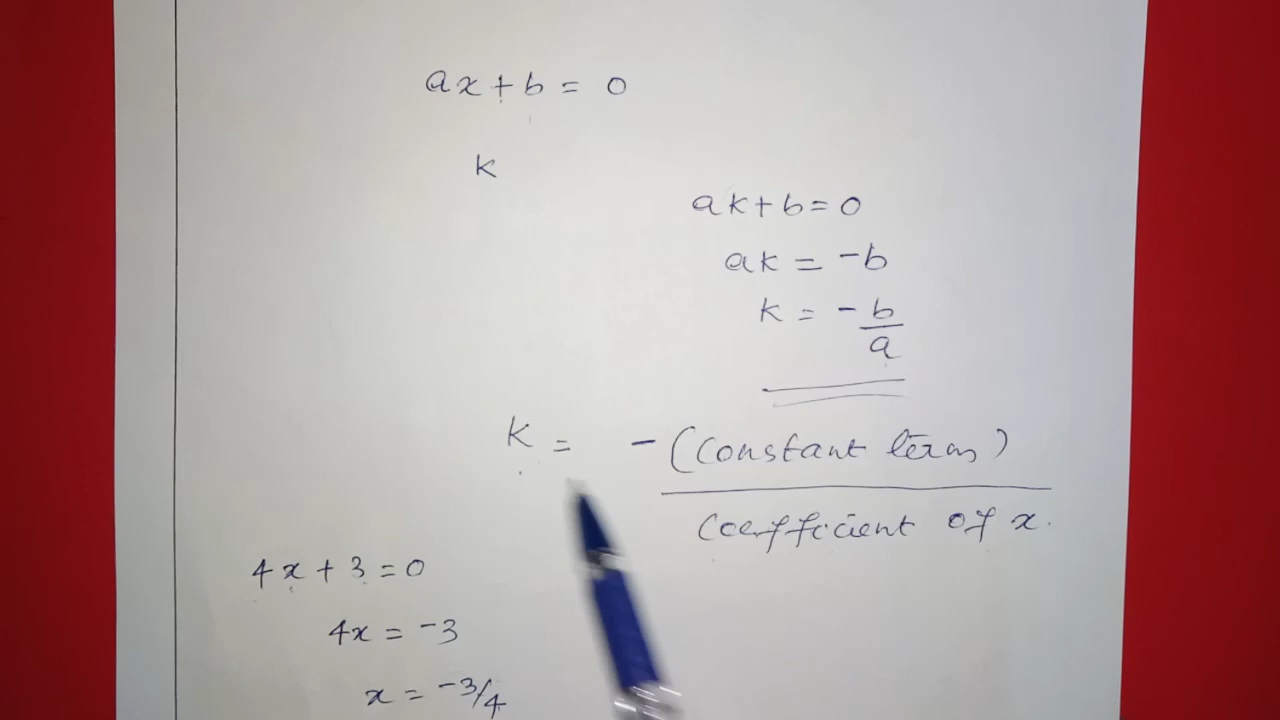 ax+b = 0
k
ak+b=0
ak = -b
k = -b/a
k = -(Constant term)
Coefficient of x.
4x+3=0
4x = -3
x = -3/4